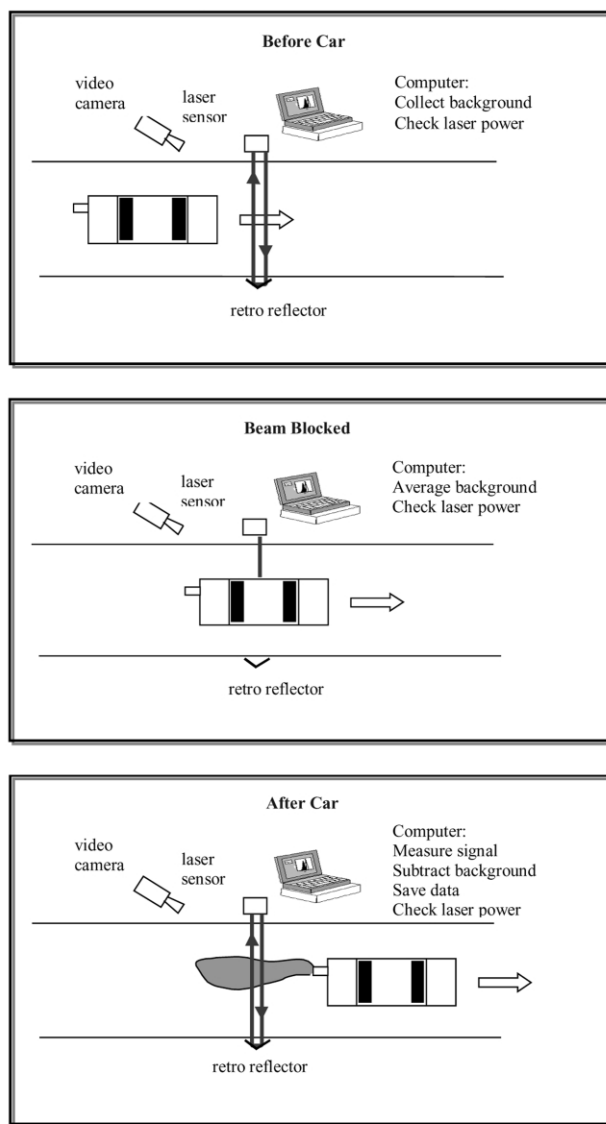 Before Car
video
camera
laser
sensor
Computer:
Collect background
Check laser power
retro reflector
Beam Blocked
video
camera
laser
sensor
Computer:
Average background
Check laser power
retro reflector
After Car
video
camera
laser
sensor
Computer:
Measure signal
Subtract background
Save data
Check laser power
retro reflector